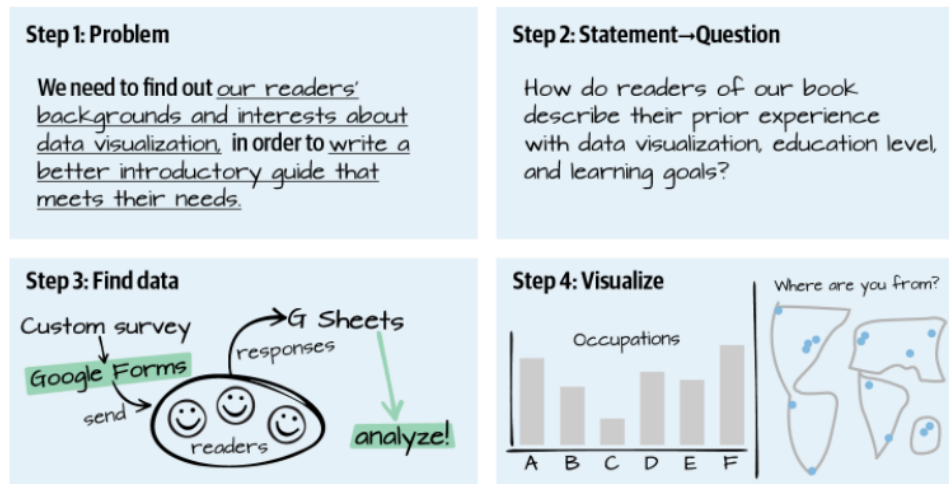 Step 1: Problem
We need to find out our readers'
backgrounds and interests about
data visualization, in order to write a
better introductory guide that
meets their needs.
Step 2: Statement→Question
How do readers of our book
describe their prior experience
with data visualization, education level,
and learning goals?
Step 3: Find data
Custom survey
Google Forms
send
readers
responses
G Sheets
analyze!
Step 4: Visualize
Occupations
A B C D E F
Where are you from?